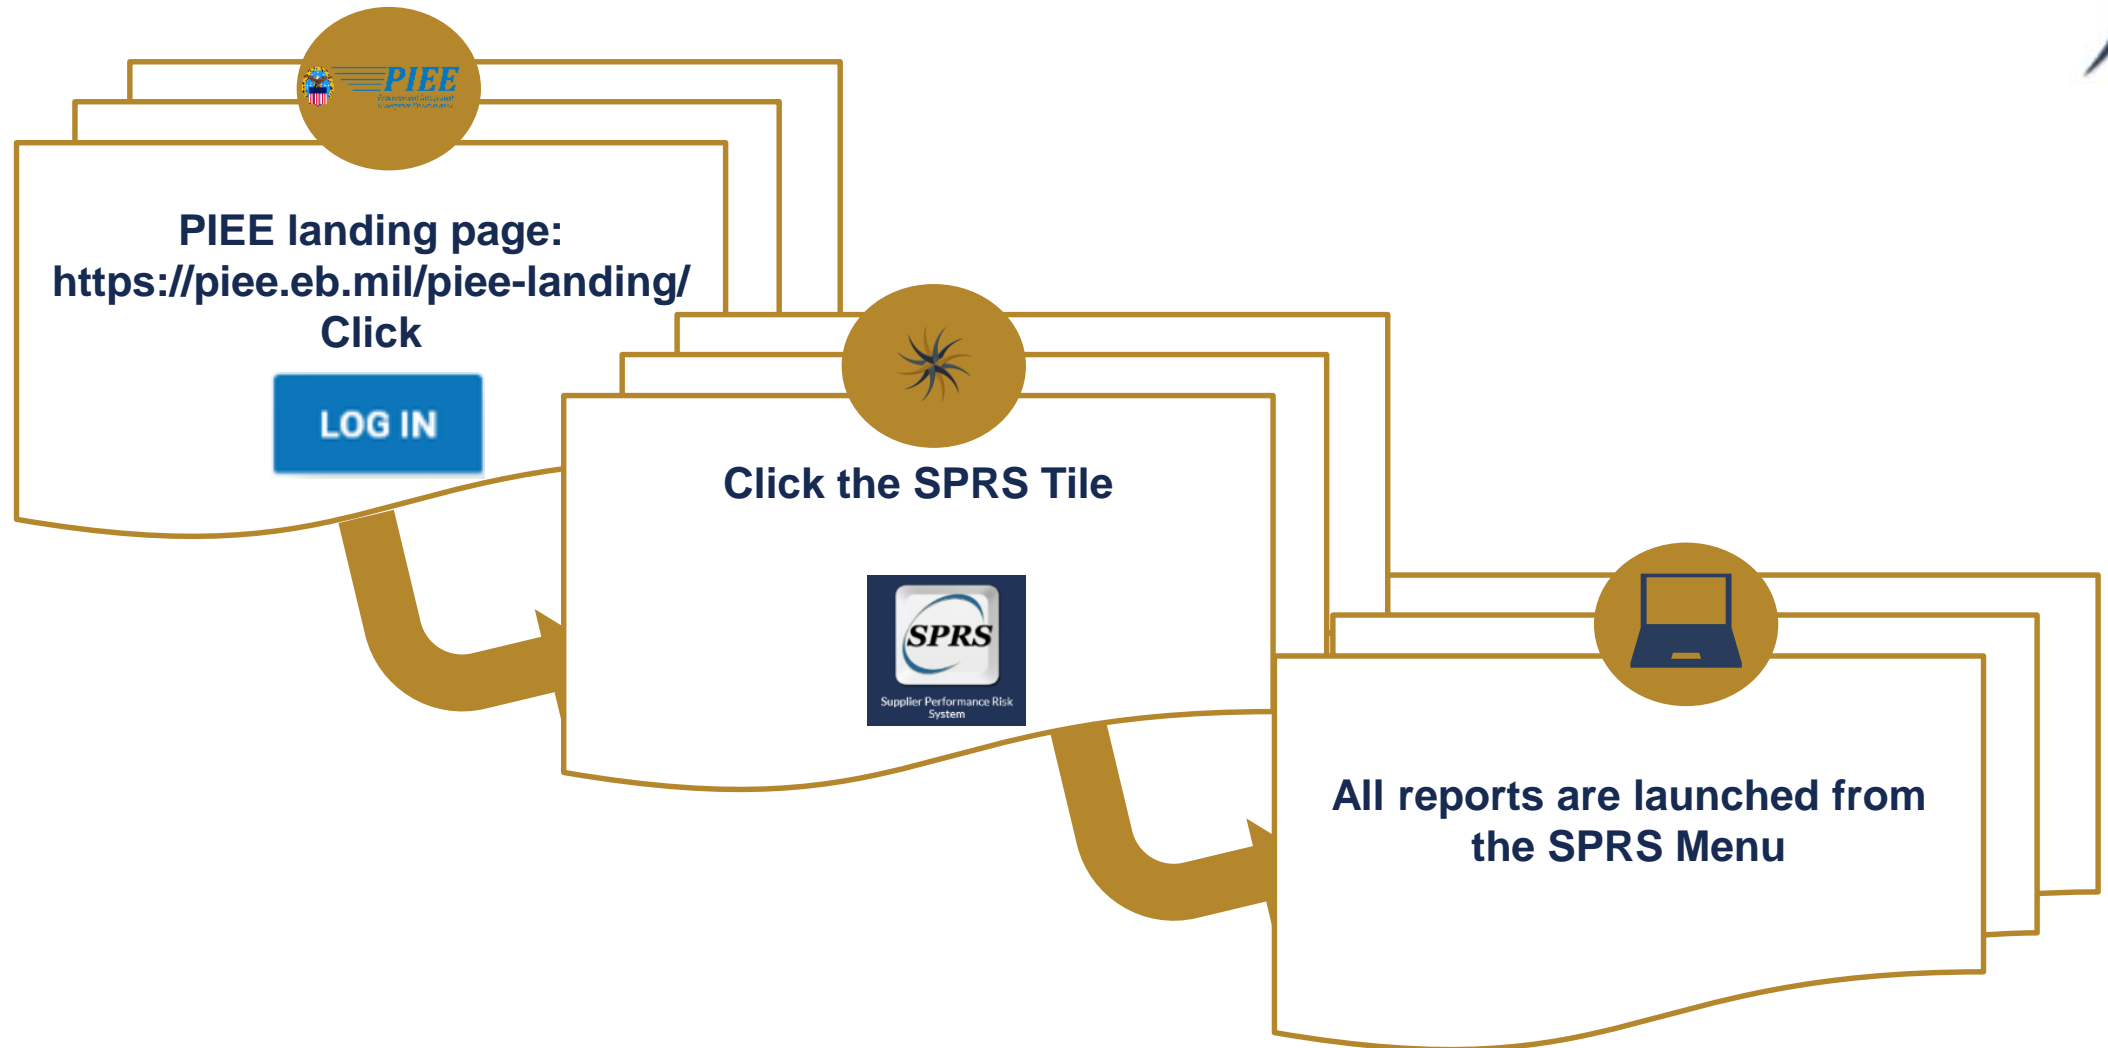 PIEE
PIEE landing page:
https://piee.eb.mil/piee-landing/
Click
LOG IN
Click the SPRS Tile
SPRS
Supplier Performance Risk
System
All reports are launched from
the SPRS Menu